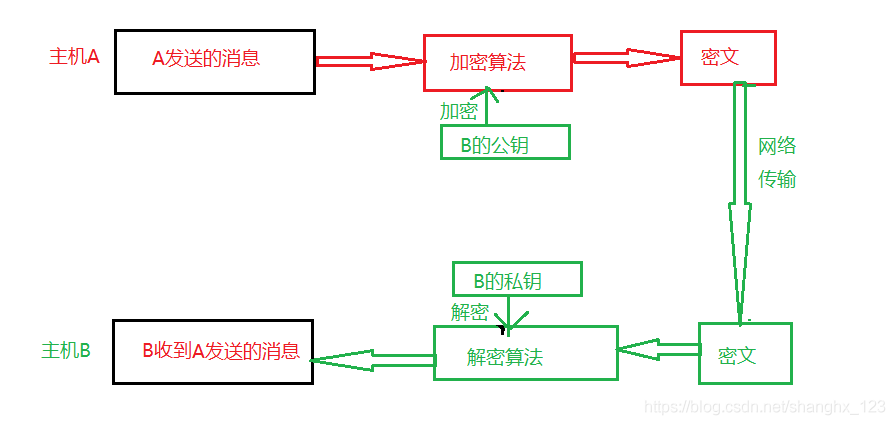 主机A
A发送的消息
加密算法
密文
加密
B的公钥
网络
传输
B的私钥
解密
主机B
B收到A发送的消息
解密算法
密文
https://blog.csdn.net/shanghx_123